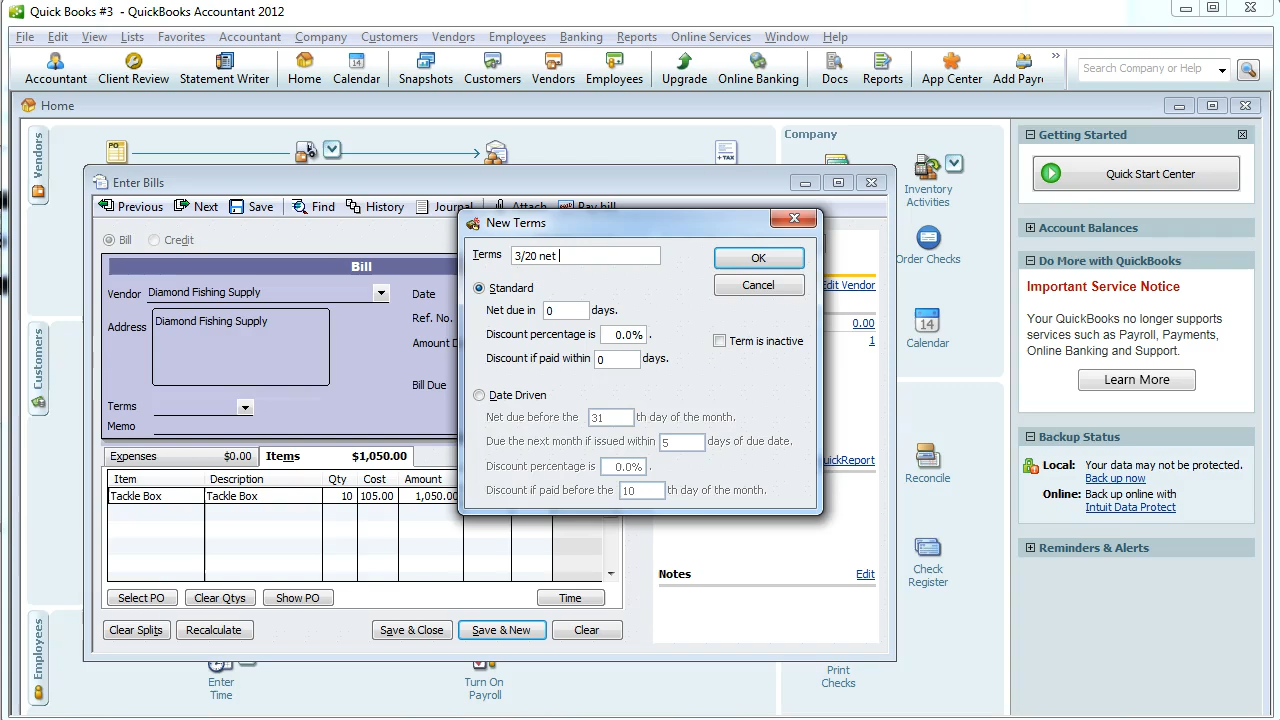 Quick Books #3 - QuickBooks Accountant 2012
File Edit View Lists Favorites Accountant Company Customers Vendors Employees Banking Reports Online Services Window Help
Accountant Client Review Statement Writer Home Calendar Snapshots Customers Vendors Employees Upgrade Online Banking Docs Reports App Center Add Payr »
Search Company or Help
Home
Vendors
PO
+TAX
Company
Inventory
Activities
Order Checks
Calendar
Reconcile
Check
Register
Print
Checks
Customers
Employees
Enter
Time
Turn On
Payroll
Enter Bills
Previous Next Save Find History Journal Attach Pay bill
Bill Credit
Bill
Vendor Diamond Fishing Supply Date
Address Diamond Fishing Supply Ref. No.
Amount D
Bill Due
Terms
Memo
Expenses $0.00 Items $1,050.00
Item Description Qty Cost Amount
Tackle Box Tackle Box 10 105.00 1,050.00
Select PO Clear Qtys Show PO Time
Clear Splits Recalculate Save & Close Save & New Clear
Edit Vendor
0.00
1
uickReport
Notes Edit
New Terms
Terms 3/20 net
OK
Cancel
Standard
Net due in 0 days.
Discount percentage is 0.0% .
Discount if paid within 0 days.
Term is inactive
Date Driven
Net due before the 31 th day of the month.
Due the next month if issued within 5 days of due date.
Discount percentage is 0.0% .
Discount if paid before the 10 th day of the month.
Getting Started
Quick Start Center
Account Balances
Do More with QuickBooks
Important Service Notice
Your QuickBooks no longer supports
services such as Payroll, Payments,
Online Banking and Support.
Learn More
Backup Status
Local: Your data may not be protected.
Back up now
Online: Back up online with
Intuit Data Protect
Reminders & Alerts